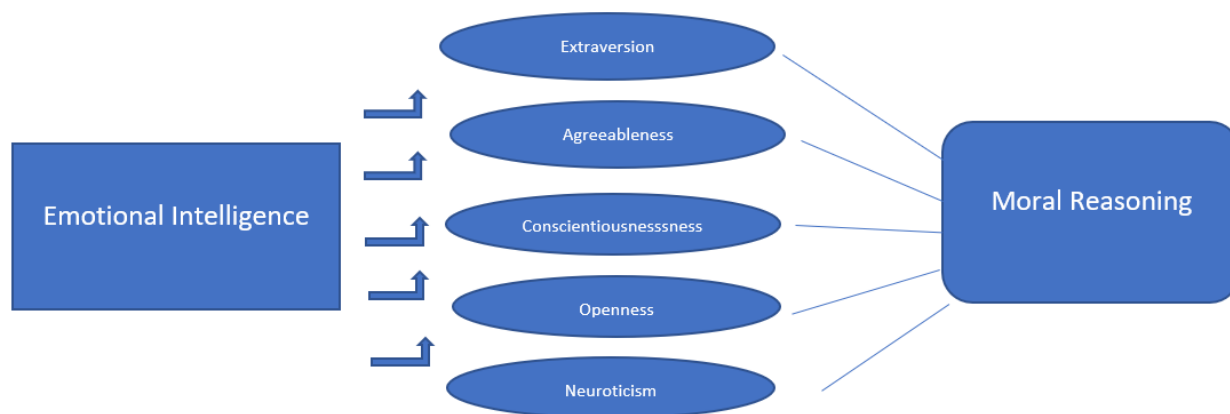 Extraversion
Agreeableness
Emotional Intelligence
Moral Reasoning
Conscientiousnesssness
Openness
Neuroticism